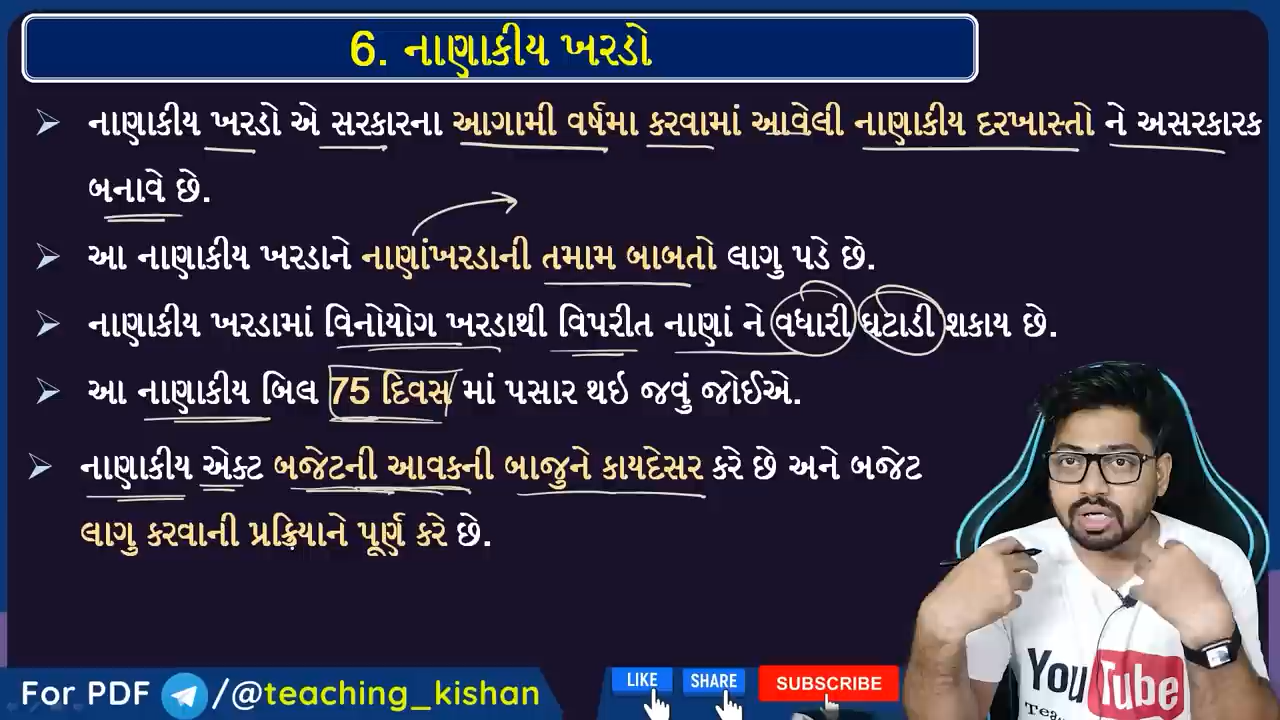 6. નાણાકીય ખરડો
નાણાકીય ખરડો એ સરકારના આગામી વર્ષમા કરવામાં આવેલી નાણાકીય દરખાસ્તો ને અસરકારક
બનાવે છે.
આ નાણાકીય ખરડાને નાણાંખરડાની તમામ બાબતો લાગુ પડે છે.
નાણાકીય ખરડામાં વિનોયોગ ખરડાથી વિપરીત નાણાં ને વધારી ઘટાડી શકાય છે.
આ નાણાકીય બિલ 75 દિવસ માં પસાર થઇ જવું જોઈએ.
નાણાકીય એક્ટ બજેટની આવકની બાજુને કાયદેસર કરે છે અને બજેટ
લાગુ કરવાની પ્રક્રિયાને પૂર્ણ કરે છે.
You Tube
For PDF /@teaching_kishan
LIKE SHARE SUBSCRIBE